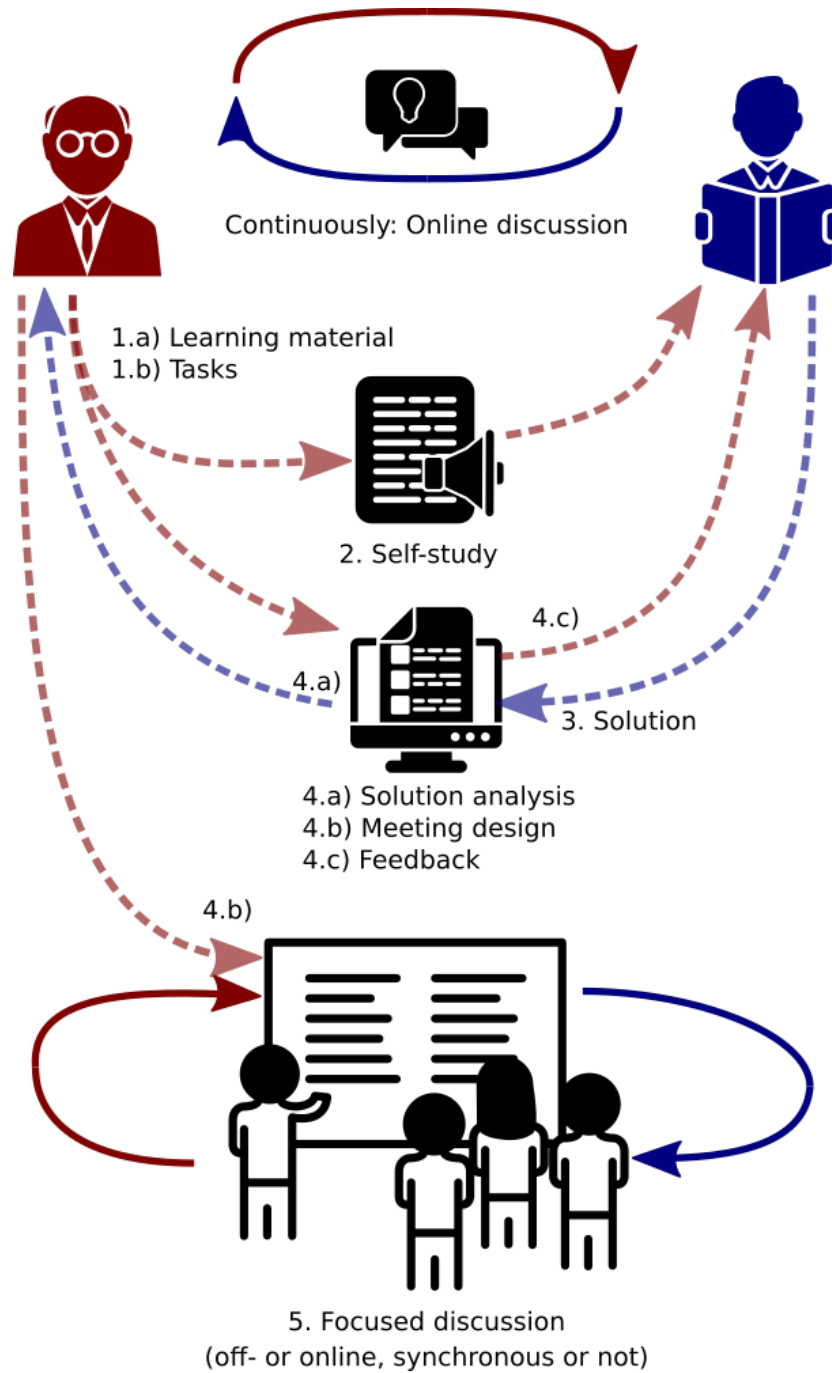 Continuously: Online discussion
1.a) Learning material
1.b) Tasks
2. Self-study
4.c)
4.a)
3. Solution
4.a) Solution analysis
4.b) Meeting design
4.c) Feedback
4.b)
5. Focused discussion
(off- or online, synchronous or not)